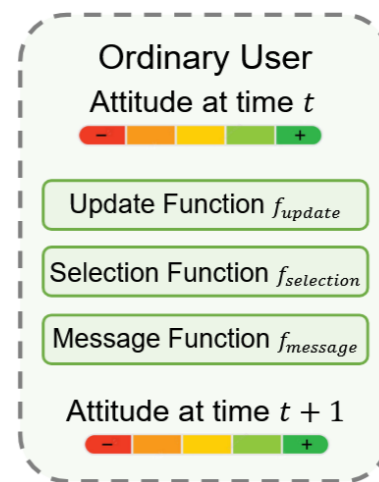 Ordinary User
Attitude at time t
− +
Update Function f_update
Selection Function f_selection
Message Function f_message
Attitude at time t + 1
− +